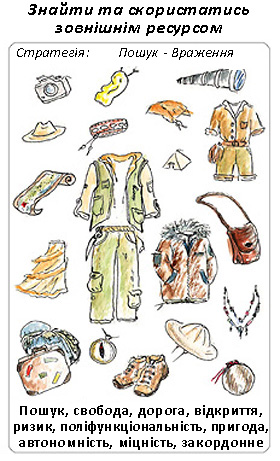 Знайти та скористатись
зовнішнім ресурсом
Стратегія: Пошук - Враження
Пошук, свобода, дорога, відкриття,
ризик, поліфункціональність, пригода,
автономність, міцність, закордонне